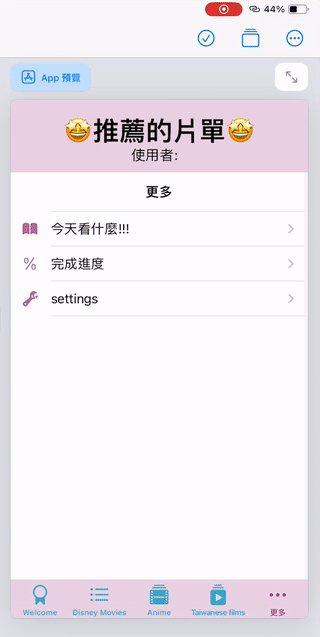 44%
App 預覽
🤩推薦的片單🤩
使用者:
更多
今天看什麼!!!
% 完成進度
settings
Welcome
Disney Movies
Anime
Taiwanese films
更多